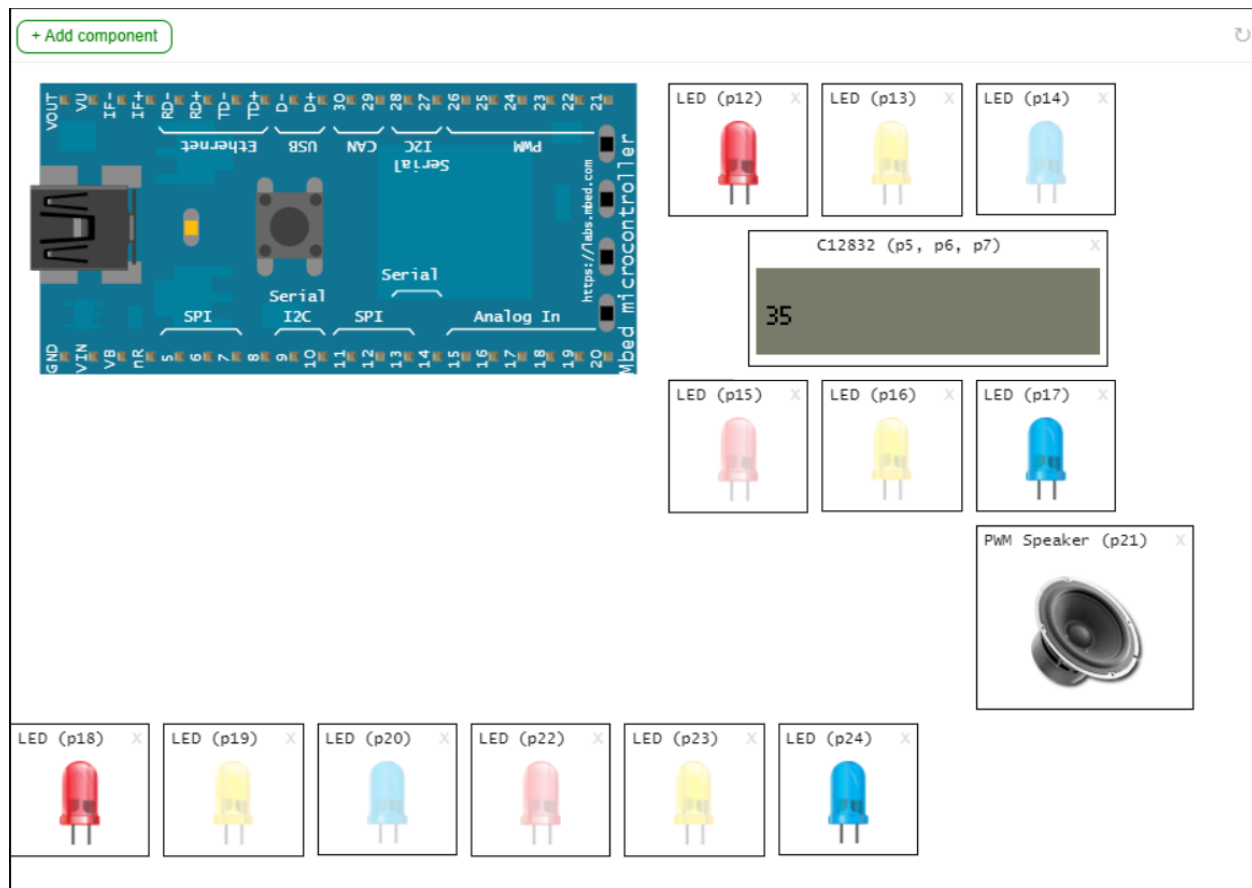 + Add component
VOUT VU IF- IF+ RD- RD+ TD- TD+ D- D+ 30 29 28 27 26 25 24 23 22 21
Ethernet USB CAN I2C PWM
Serial
https://labs.mbed.com
Mbed microcontroller
Serial
Serial
SPI I2C SPI Analog In
GND VIN VB nR 5 6 7 8 9 10 11 12 13 14 15 16 17 18 19 20
LED (p12) X
LED (p13) X
LED (p14) X
C12832 (p5, p6, p7) X
35
LED (p15) X
LED (p16) X
LED (p17) X
PWM Speaker (p21) X
LED (p18) X
LED (p19) X
LED (p20) X
LED (p22) X
LED (p23) X
LED (p24) X